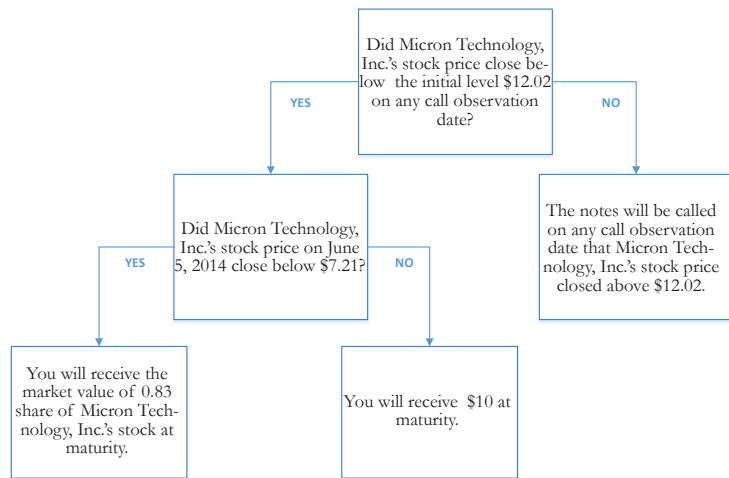 Did Micron Technology,
Inc.'s stock price close be-
low the initial level $12.02
on any call observation
date?
YES
NO
Did Micron Technology,
Inc.'s stock price on June
5, 2014 close below $7.21?
The notes will be called
on any call observation
date that Micron Tech-
nology, Inc.'s stock price
closed above $12.02.
YES
NO
You will receive the
market value of 0.83
share of Micron Tech-
nology, Inc.'s stock at
maturity.
You will receive $10 at
maturity.